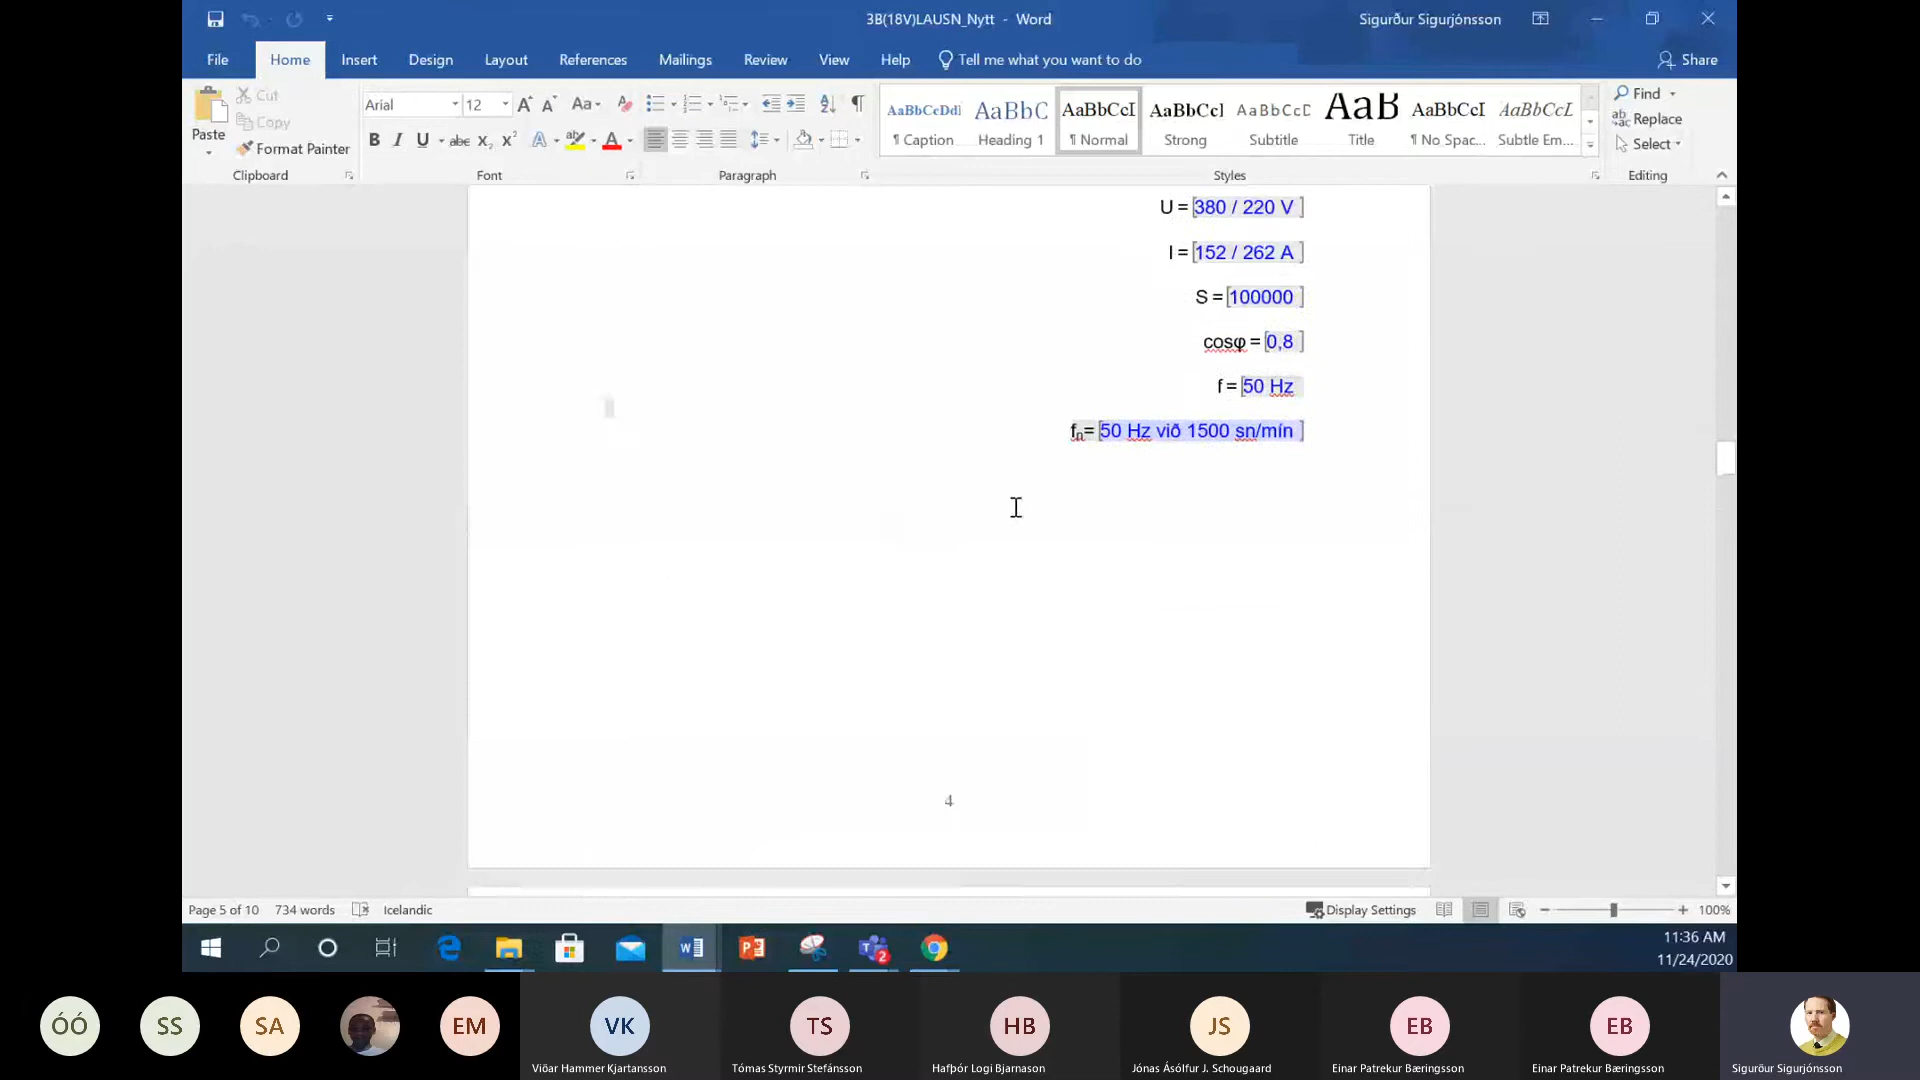 3B(18V)LAUSN_Nytt - Word
Sigurður Sigurjónsson
File Home Insert Design Layout References Mailings Review View Help Tell me what you want to do Share
Paste
Cut
Copy
Format Painter
Clipboard
Arial 12
Font
Paragraph
AaBbCcDdI AaBbC AaBbCcI AaBbCcI AaBbCcD AaB AaBbCcI AaBbCcL
¶ Caption Heading 1 ¶ Normal Strong Subtitle Title ¶ No Spac... Subtle Em...
Styles
Find
Replace
Select
Editing
U = [380 / 220 V ]
I = [152 / 262 A ]
S = [100000 ]
cosφ = [0,8 ]
f = [50 Hz
fn= [50 Hz við 1500 sn/mín ]
4
Page 5 of 10 734 words Icelandic Display Settings 100%
2
11:36 AM
11/24/2020
ÓÓ SS SA EM VK TS HB JS EB EB
Viðar Hammer Kjartansson Tómas Styrmir Stefánsson Hafþór Logi Bjarnason Jónas Ásólfur J. Schougaard Einar Patrekur Bæringsson Einar Patrekur Bæringsson Sigurður Sigurjónsson